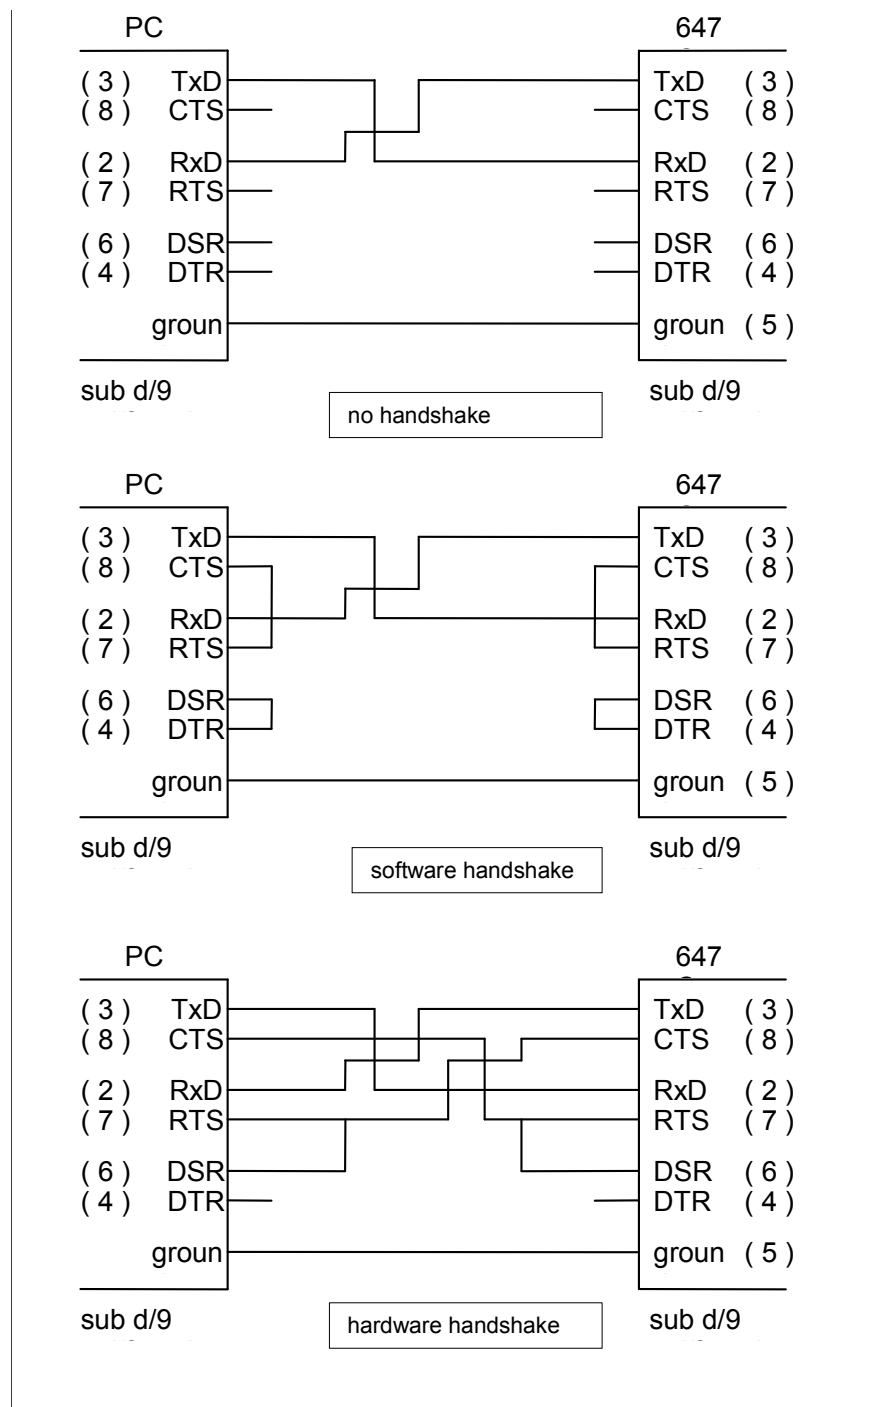 PC 647
( 3 ) TxD TxD ( 3 )
( 8 ) CTS CTS ( 8 )
( 2 ) RxD RxD ( 2 )
( 7 ) RTS RTS ( 7 )
( 6 ) DSR DSR ( 6 )
( 4 ) DTR DTR ( 4 )
groun groun ( 5 )
sub d/9 sub d/9
no handshake
PC 647
( 3 ) TxD TxD ( 3 )
( 8 ) CTS CTS ( 8 )
( 2 ) RxD RxD ( 2 )
( 7 ) RTS RTS ( 7 )
( 6 ) DSR DSR ( 6 )
( 4 ) DTR DTR ( 4 )
groun groun ( 5 )
sub d/9 sub d/9
software handshake
PC 647
( 3 ) TxD TxD ( 3 )
( 8 ) CTS CTS ( 8 )
( 2 ) RxD RxD ( 2 )
( 7 ) RTS RTS ( 7 )
( 6 ) DSR DSR ( 6 )
( 4 ) DTR DTR ( 4 )
groun groun ( 5 )
sub d/9 sub d/9
hardware handshake